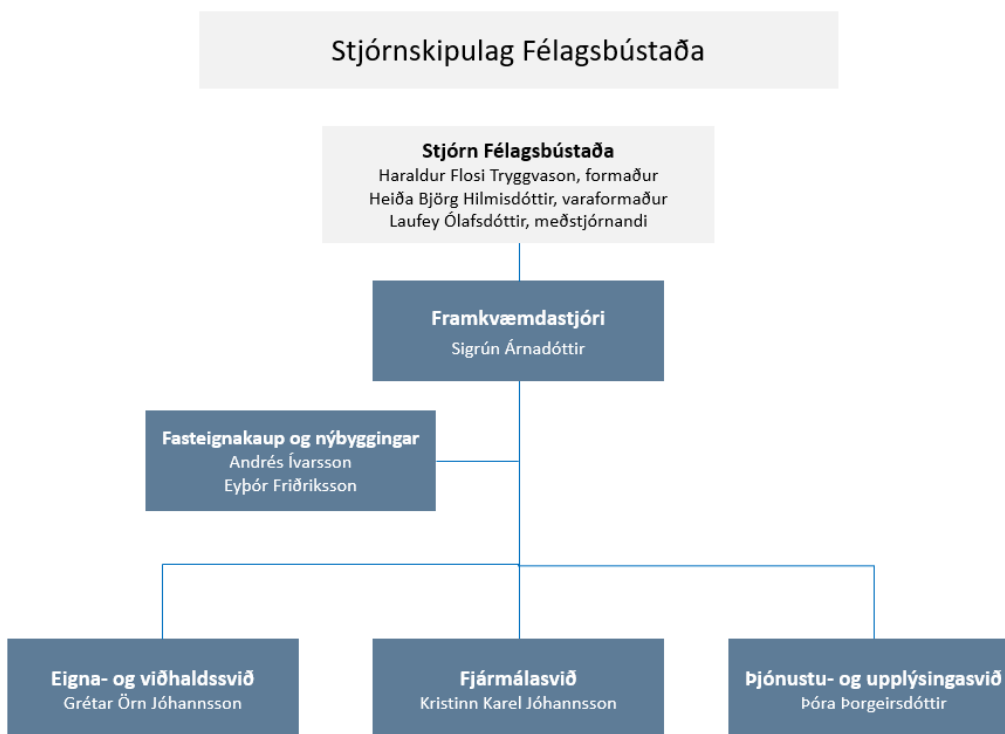 Stjórnskipulag Félagsbústaða
Stjórn Félagsbústaða
Haraldur Flosi Tryggvason, formaður
Heiða Björg Hilmisdóttir, varaformaður
Laufey Ólafsdóttir, meðstjórnandi
Framkvæmdastjóri
Sigrún Árnadóttir
Fasteignakaup og nýbyggingar
Andrés Ívarsson
Eyþór Friðriksson
Eigna- og viðhaldssvið
Grétar Örn Jóhannsson
Fjármálasvið
Kristinn Karel Jóhannsson
Þjónustu- og upplýsingasvið
Þóra Þorgeirsdóttir